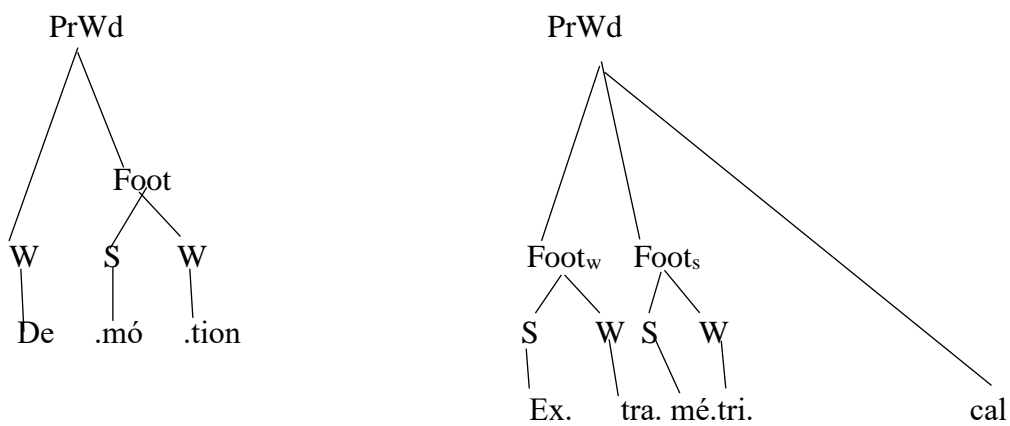 PrWd PrWd
Foot
W S W Footw Foots
De .mó .tion S W S W
Ex. tra. mé.tri. cal